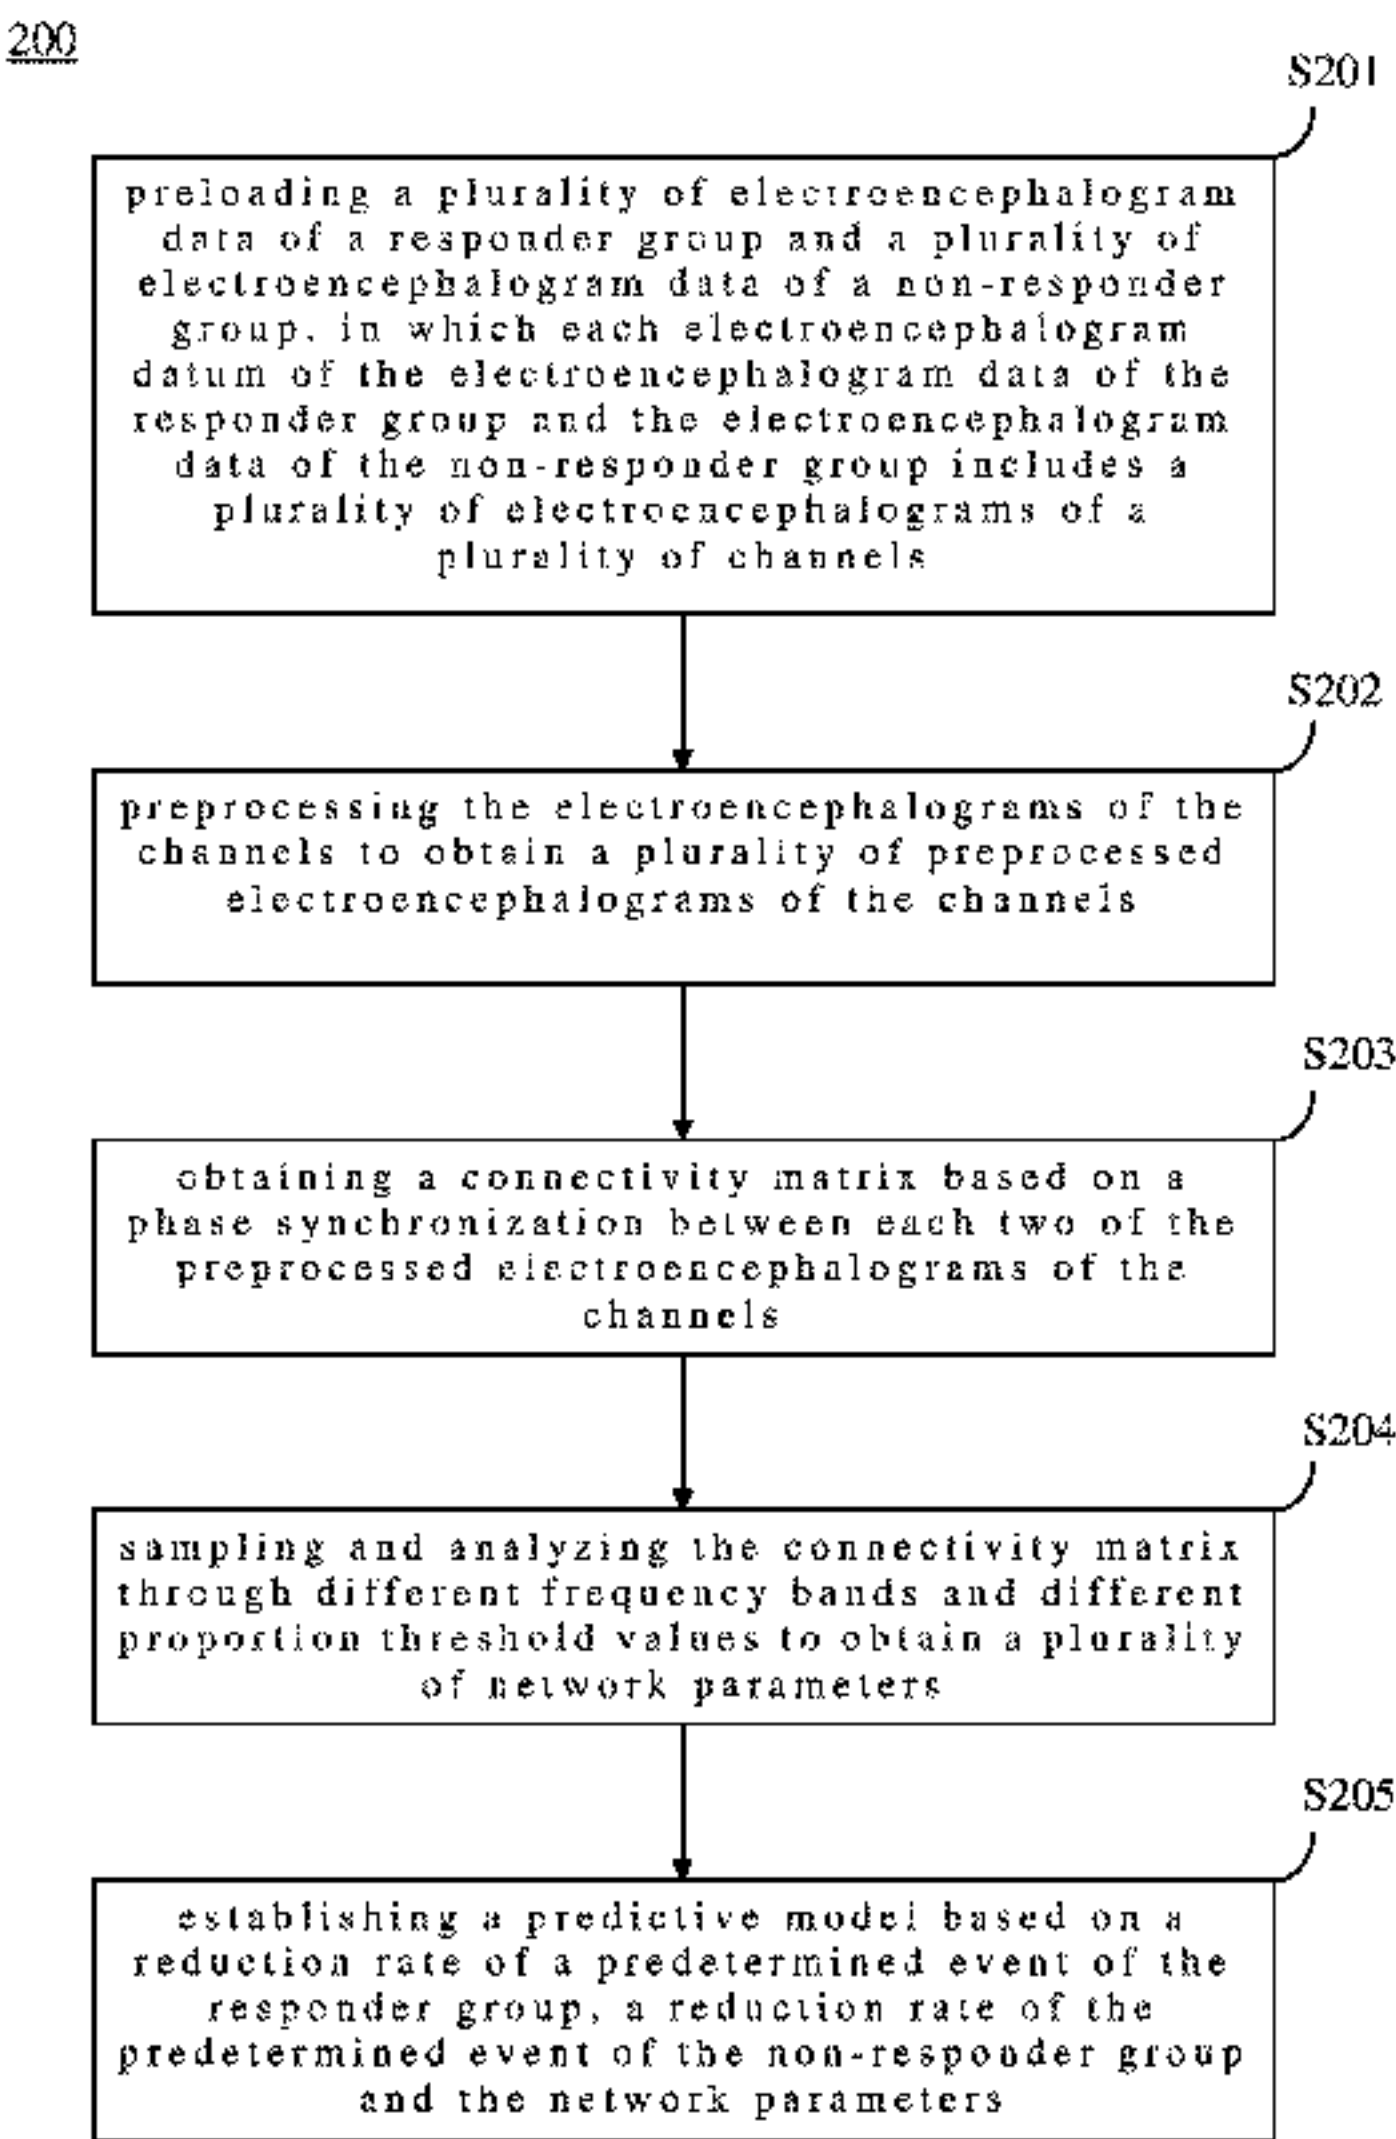 200
S201
preloading a plurality of electroencephalogram
data of a responder group and a plurality of
electroencephalogram data of a non-responder
group, in which each electroencephalogram
datum of the electroencephalogram data of the
responder group and the electroencephalogram
data of the non-responder group includes a
plurality of electroencephalograms of a
plurality of channels
S202
preprocessing the electroencephalograms of the
channels to obtain a plurality of preprocessed
electroencephalograms of the channels
S203
obtaining a connectivity matrix based on a
phase synchronization between each two of the
preprocessed electroencephalograms of the
channels
S204
sampling and analyzing the connectivity matrix
through different frequency bands and different
proportion threshold values to obtain a plurality
of network parameters
S205
establishing a predictive model based on a
reduction rate of a predetermined event of the
responder group, a reduction rate of the
predetermined event of the non-responder group
and the network parameters